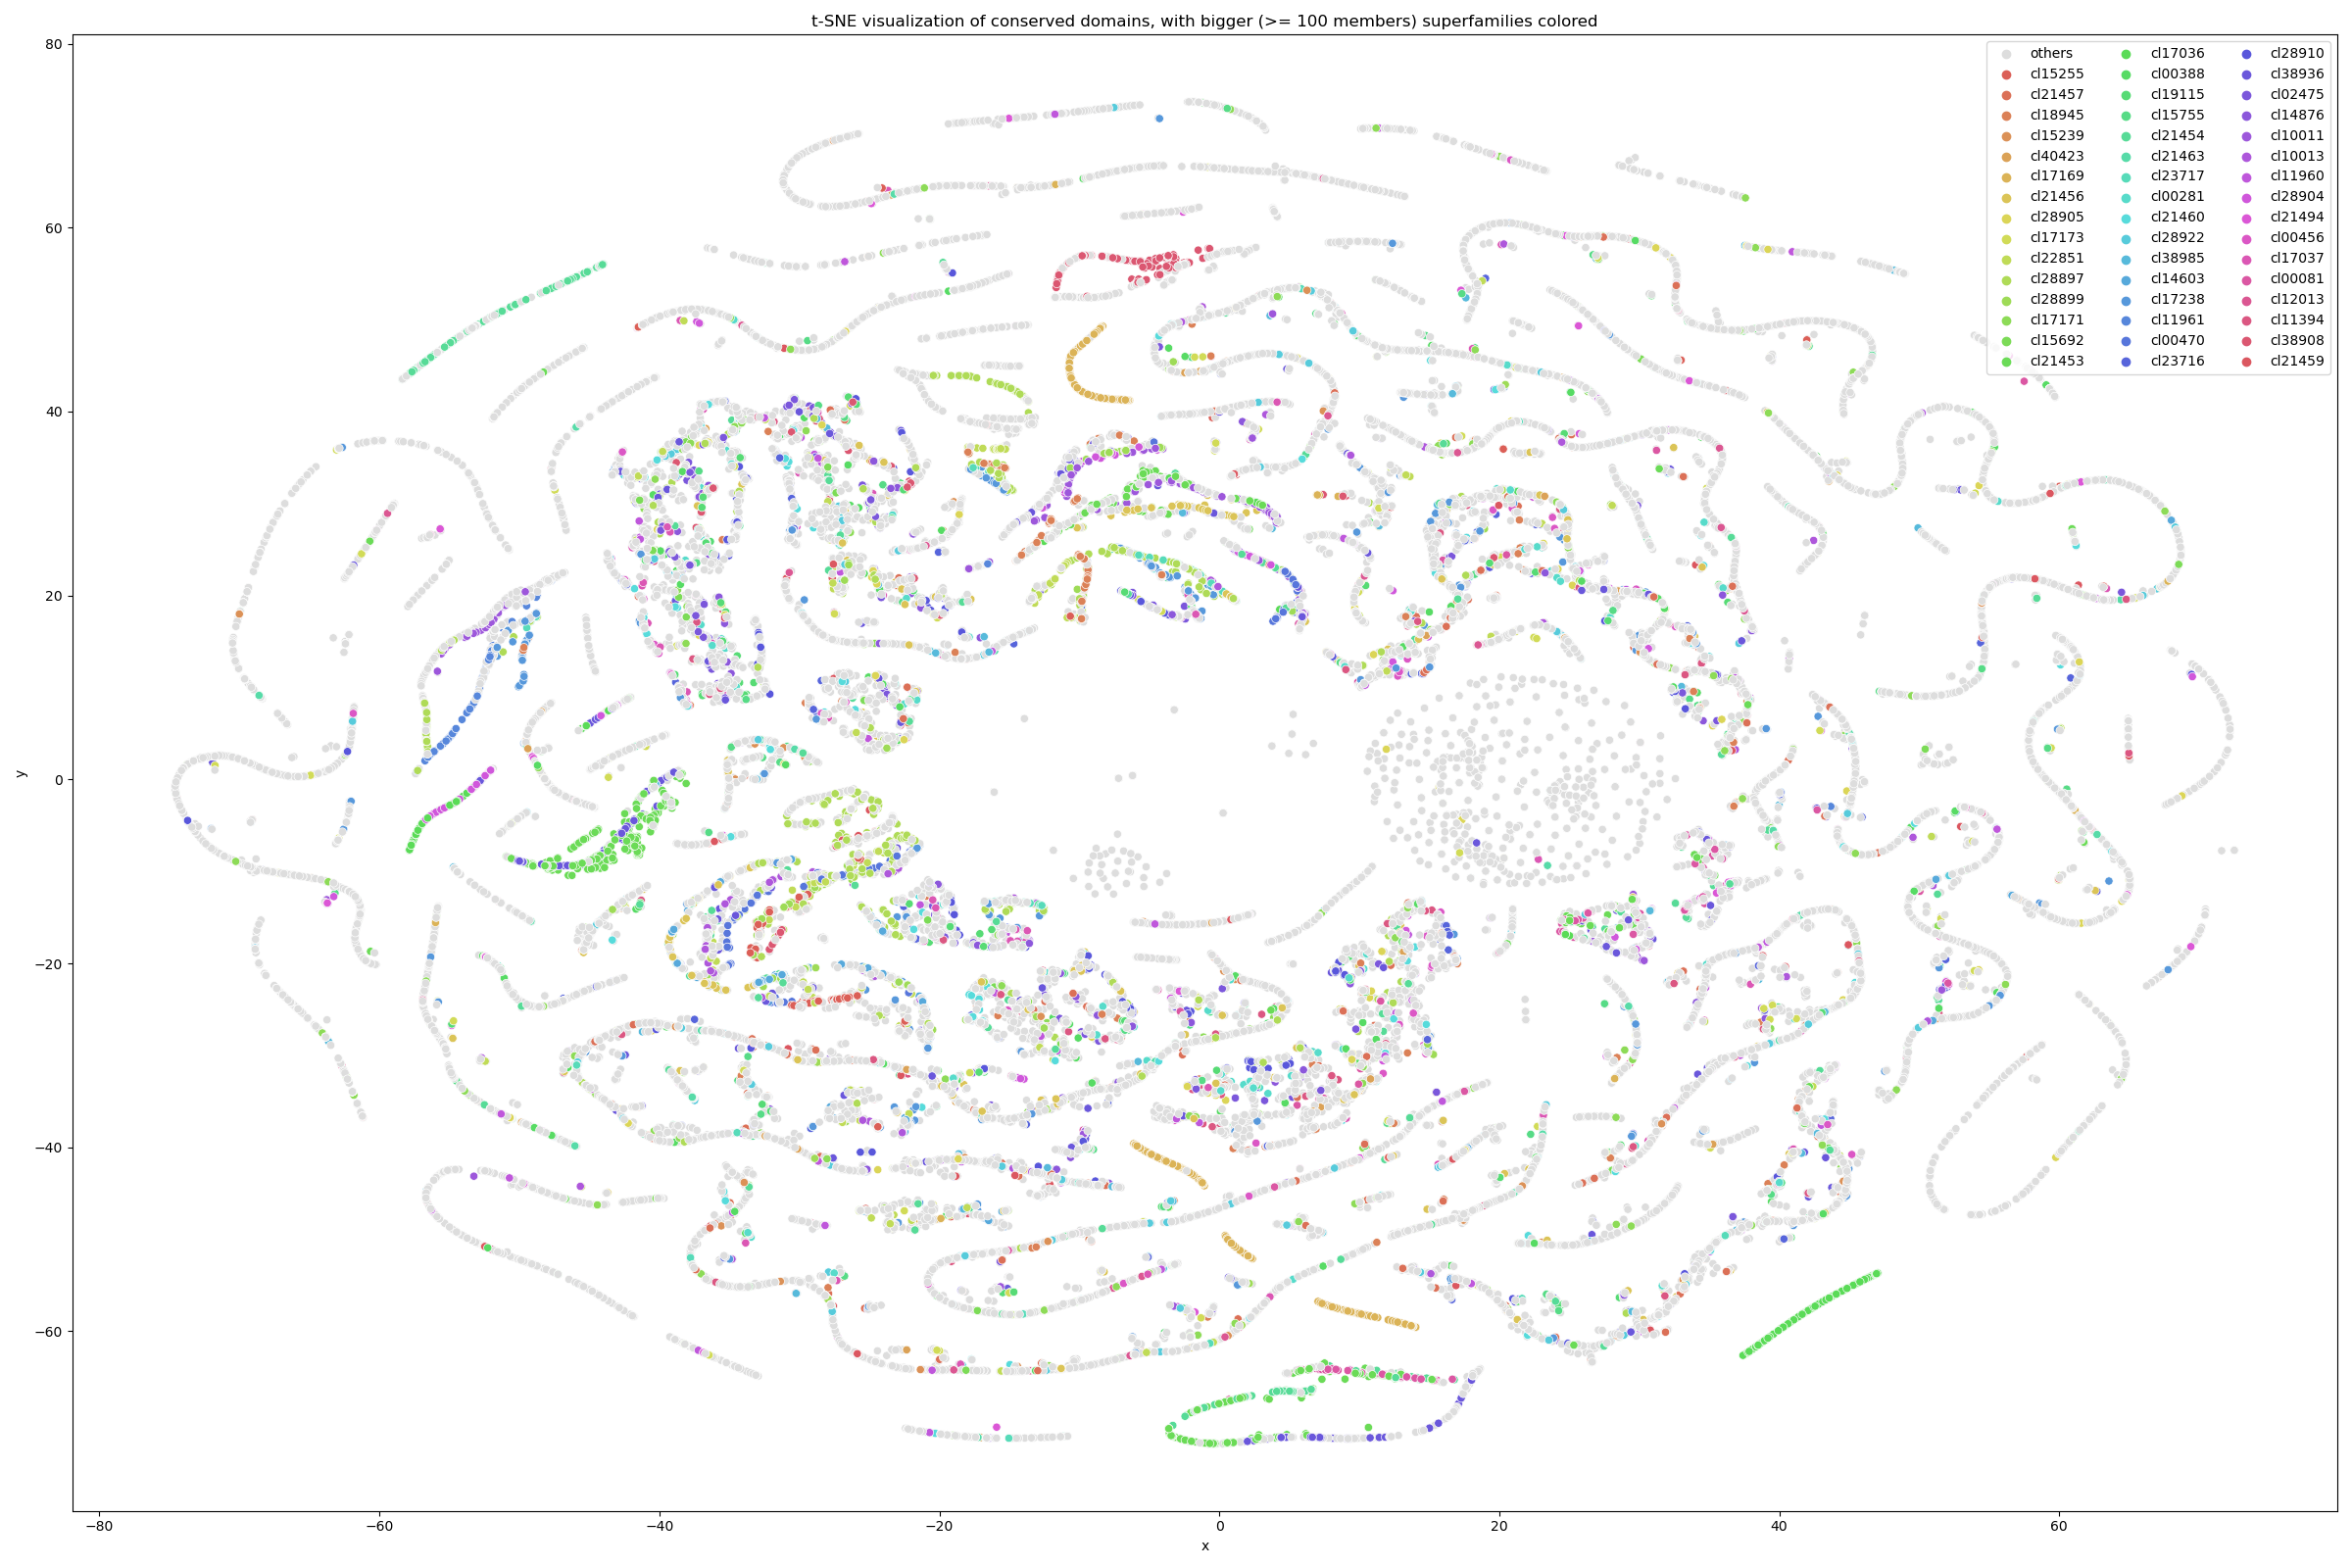 t-SNE visualization of conserved domains, with bigger (>= 100 members) superfamilies colored
80
60
40
20
0
−20
−40
−60
y
−80
−60
−40
−20
0
20
40
60
x
others
cl15255
cl21457
cl18945
cl15239
cl40423
cl17169
cl21456
cl28905
cl17173
cl22851
cl28897
cl28899
cl17171
cl15692
cl21453
cl17036
cl00388
cl19115
cl15755
cl21454
cl21463
cl23717
cl00281
cl21460
cl28922
cl38985
cl14603
cl17238
cl11961
cl00470
cl23716
cl28910
cl38936
cl02475
cl14876
cl10011
cl10013
cl11960
cl28904
cl21494
cl00456
cl17037
cl00081
cl12013
cl11394
cl38908
cl21459